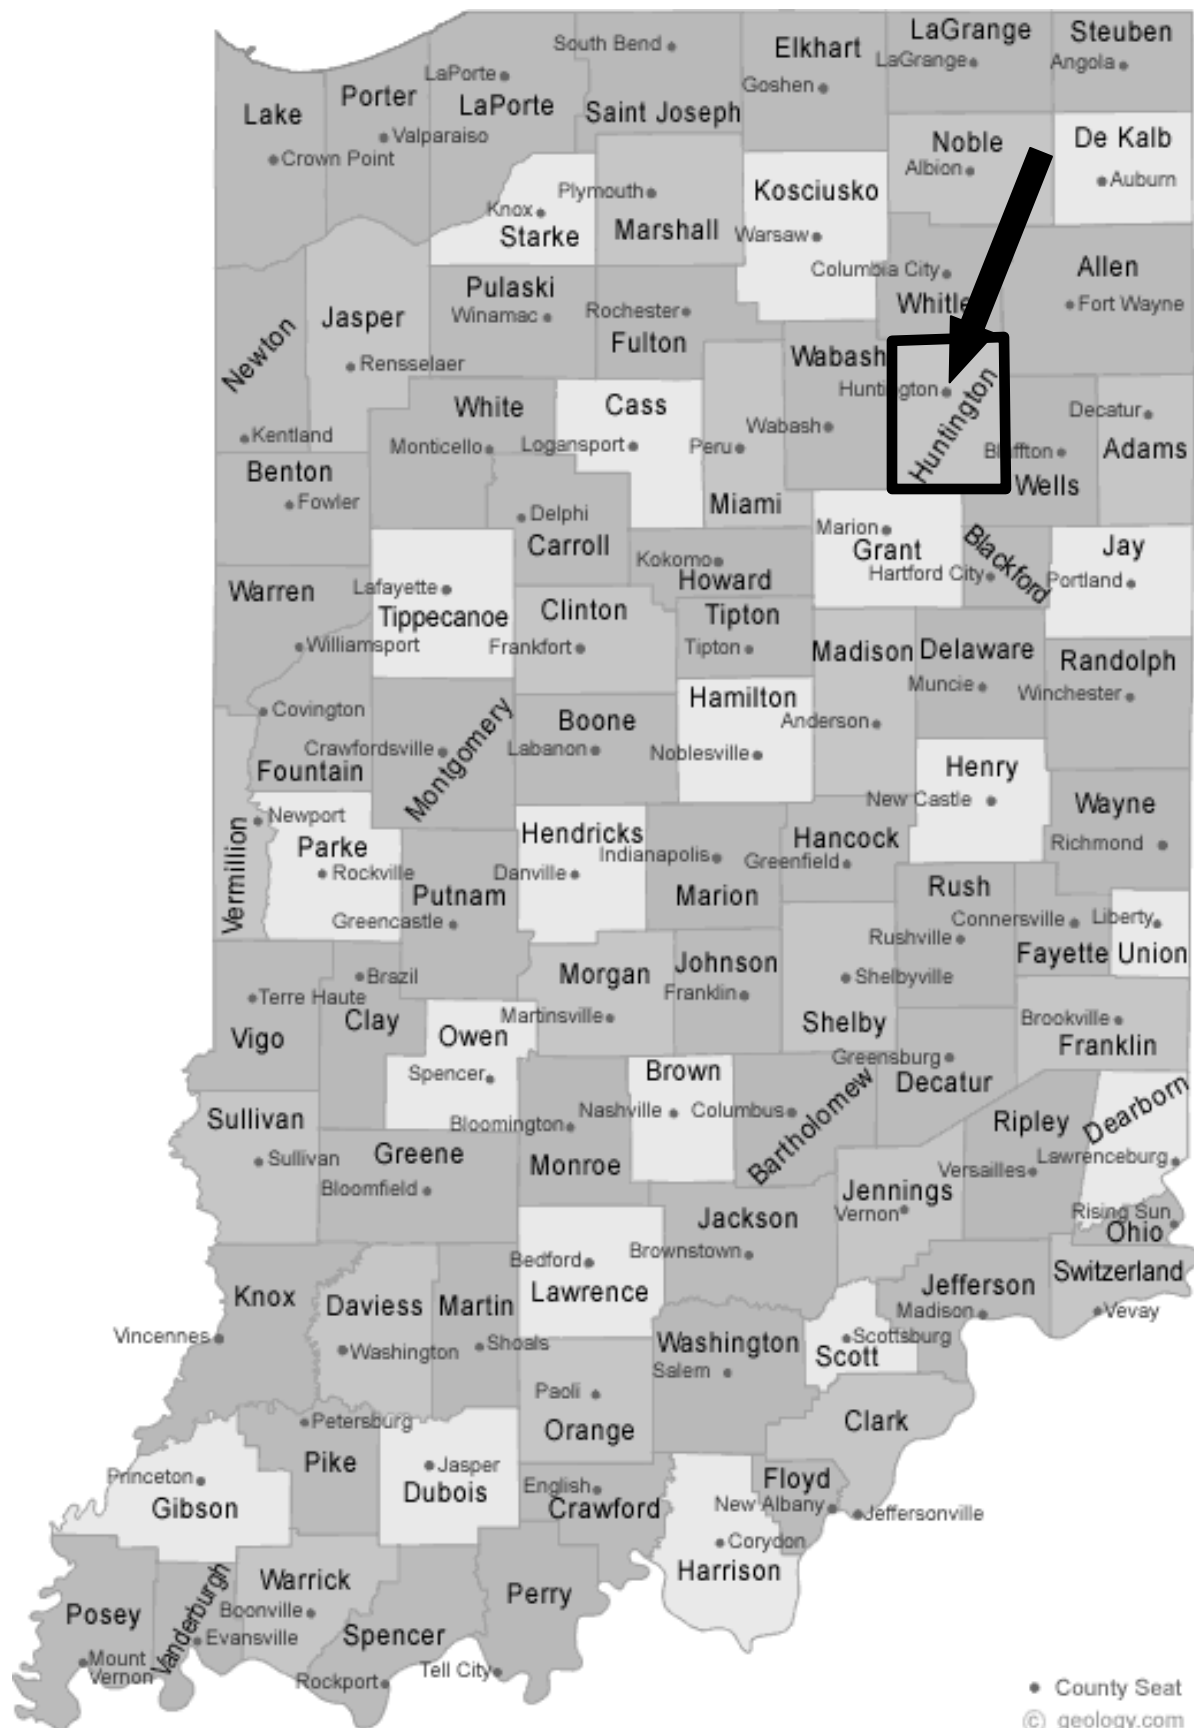 LaGrange
Steuben
Elkhart
South Bend
LaGrange
Angola
LaPorte
Goshen
Porter
LaPorte
Lake
Saint Joseph
Valparaiso
Noble
De Kalb
Crown Point
Albion
Auburn
Plymouth
Kosciusko
Knox
Starke
Marshall
Warsaw
Columbia City
Allen
Pulaski
Whitle
Fort Wayne
Winamac
Rochester
Jasper
Fulton
Newton
Wabash
Rensselaer
Huntington
Huntington
White
Cass
Decatur
Kentland
Monticello
Logansport
Peru
Wabash
Bluffton
Adams
Benton
Wells
Fowler
Miami
Delphi
Marion
Carroll
Grant
Blackford
Jay
Kokomo
Howard
Hartford City
Portland
Warren
Lafayette
Tippecanoe
Clinton
Tipton
Williamsport
Frankfort
Tipton
Madison
Delaware
Randolph
Muncie
Winchester
Hamilton
Covington
Boone
Anderson
Crawfordsville
Montgomery
Labanon
Noblesville
Fountain
Henry
New Castle
Wayne
Newport
Hendricks
Hancock
Richmond
Parke
Indianapolis
Greenfield
Vermillion
Rockville
Danville
Putnam
Marion
Rush
Greencastle
Connersville
Liberty
Rushville
Fayette
Union
Brazil
Morgan
Johnson
Shelbyville
Terre Haute
Franklin
Clay
Martinsville
Shelby
Brookville
Vigo
Owen
Franklin
Greensburg
Spencer
Brown
Decatur
Nashville
Columbus
Bartholomew
Dearborn
Sullivan
Bloomington
Ripley
Sullivan
Greene
Monroe
Lawrenceburg
Versailles
Bloomfield
Jennings
Vernon
Rising Sun
Jackson
Ohio
Bedford
Brownstown
Switzerland
Knox
Daviess
Martin
Lawrence
Jefferson
Madison
Vevay
Vincennes
Washington
Shoals
Washington
Scottsburg
Salem
Scott
Paoli
Petersburg
Orange
Clark
Pike
Jasper
Princeton
Dubois
English
Floyd
Gibson
Crawford
New Albany
Jeffersonville
Corydon
Harrison
Warrick
Perry
Posey
Vanderburgh
Boonville
Evansville
Spencer
Mount
Vernon
Tell City
Rockport
County Seat
© geology.com